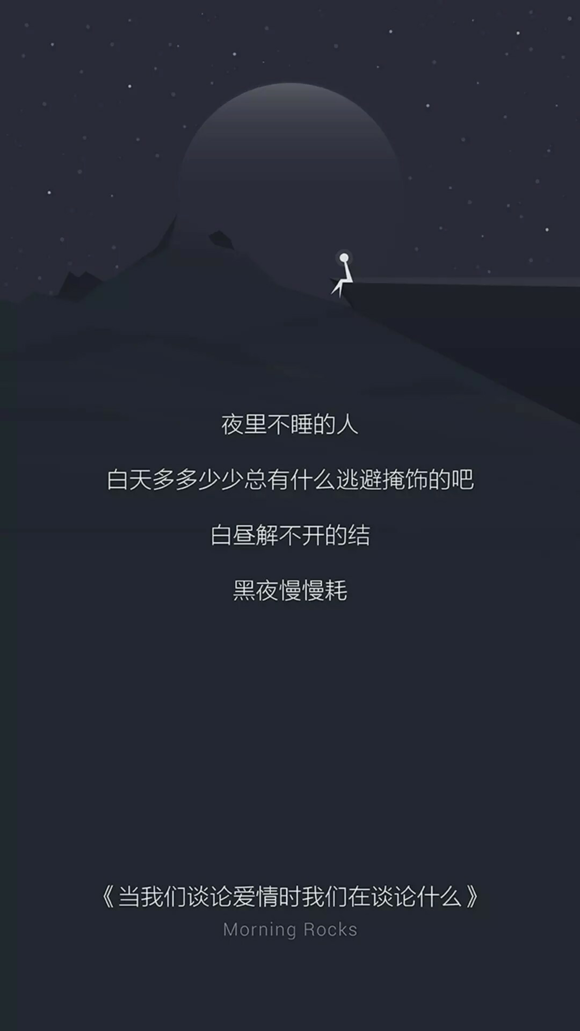 夜里不睡的人
白天多多少少总有什么逃避掩饰的吧
白昼解不开的结
黑夜慢慢耗
《当我们谈论爱情时我们在谈论什么》
Morning Rocks